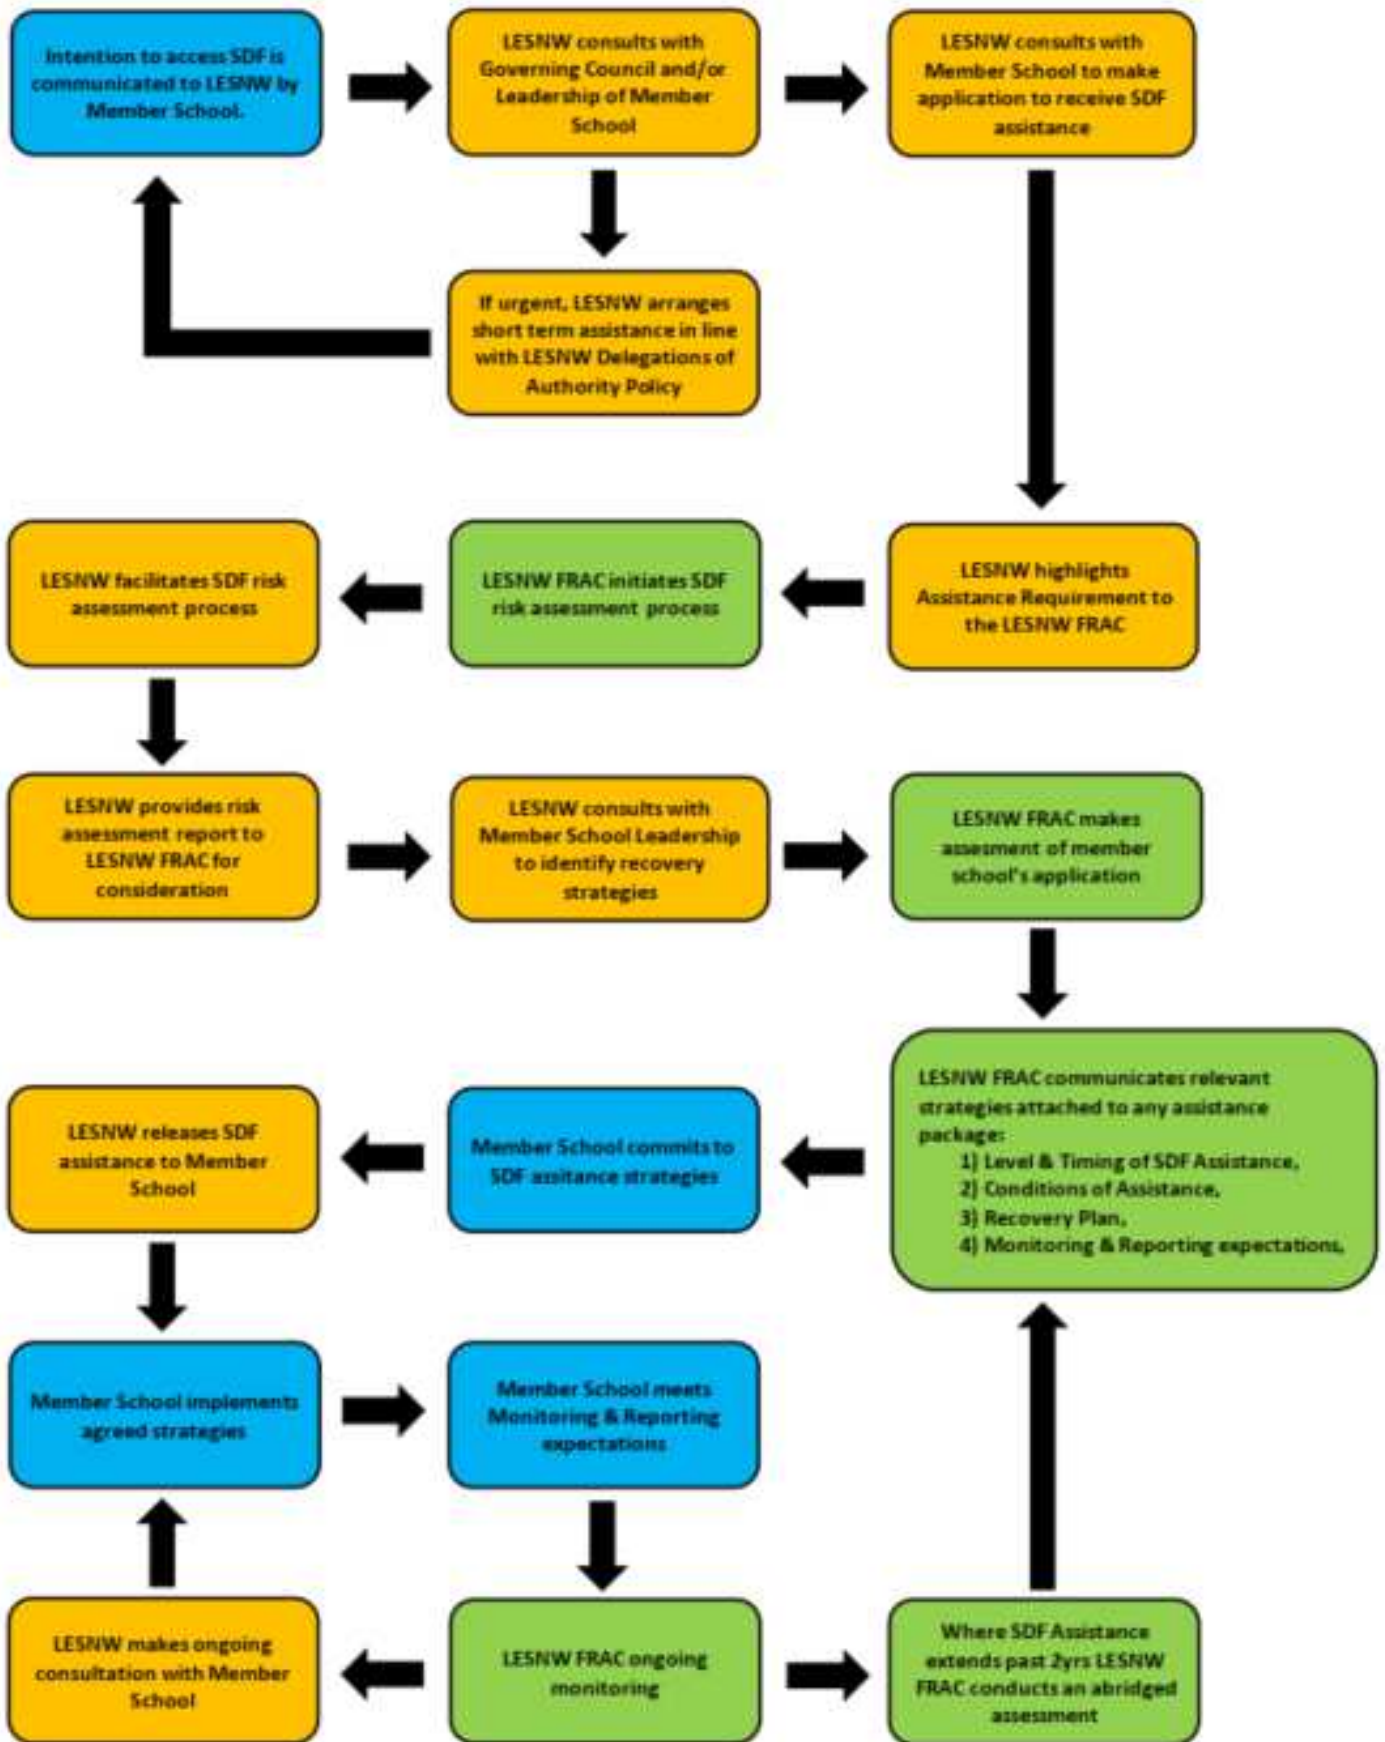 Intention to access SDF is
communicated to LESNW by
Member School.
LESNW consults with
Governing Council and/or
Leadership of Member
School
LESNW consults with
Member School to make
application to receive SDF
assistance
If urgent, LESNW arranges
short term assistance in line
with LESNW Delegations of
Authority Policy
LESNW highlights
Assistance Requirement to
the LESNW FRAC
LESNW FRAC initiates SDF
risk assessment process
LESNW facilitates SDF risk
assessment process
LESNW provides risk
assessment report to
LESNW FRAC for
consideration
LESNW consults with
Member School Leadership
to identify recovery
strategies
LESNW FRAC makes
assesment of member
school's application
LESNW FRAC communicates relevant
strategies attached to any assistance
package:
1) Level & Timing of SDF Assistance,
2) Conditions of Assistance,
3) Recovery Plan,
4) Monitoring & Reporting expectations,
Member School commits to
SDF assitance strategies
LESNW releases SDF
assistance to Member
School
Member School implements
agreed strategies
Member School meets
Monitoring & Reporting
expectations
LESNW FRAC ongoing
monitoring
LESNW makes ongoing
consultation with Member
School
Where SDF Assistance
extends past 2yrs LESNW
FRAC conducts an abridged
assessment